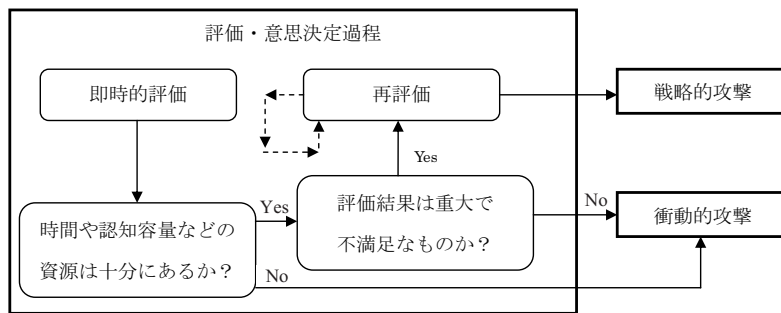 評価・意思決定過程
即時的評価
再評価
戦略的攻撃
Yes
時間や認知容量などの
資源は十分にあるか？
Yes
評価結果は重大で
不満足なものか？
No
衝動的攻撃
No